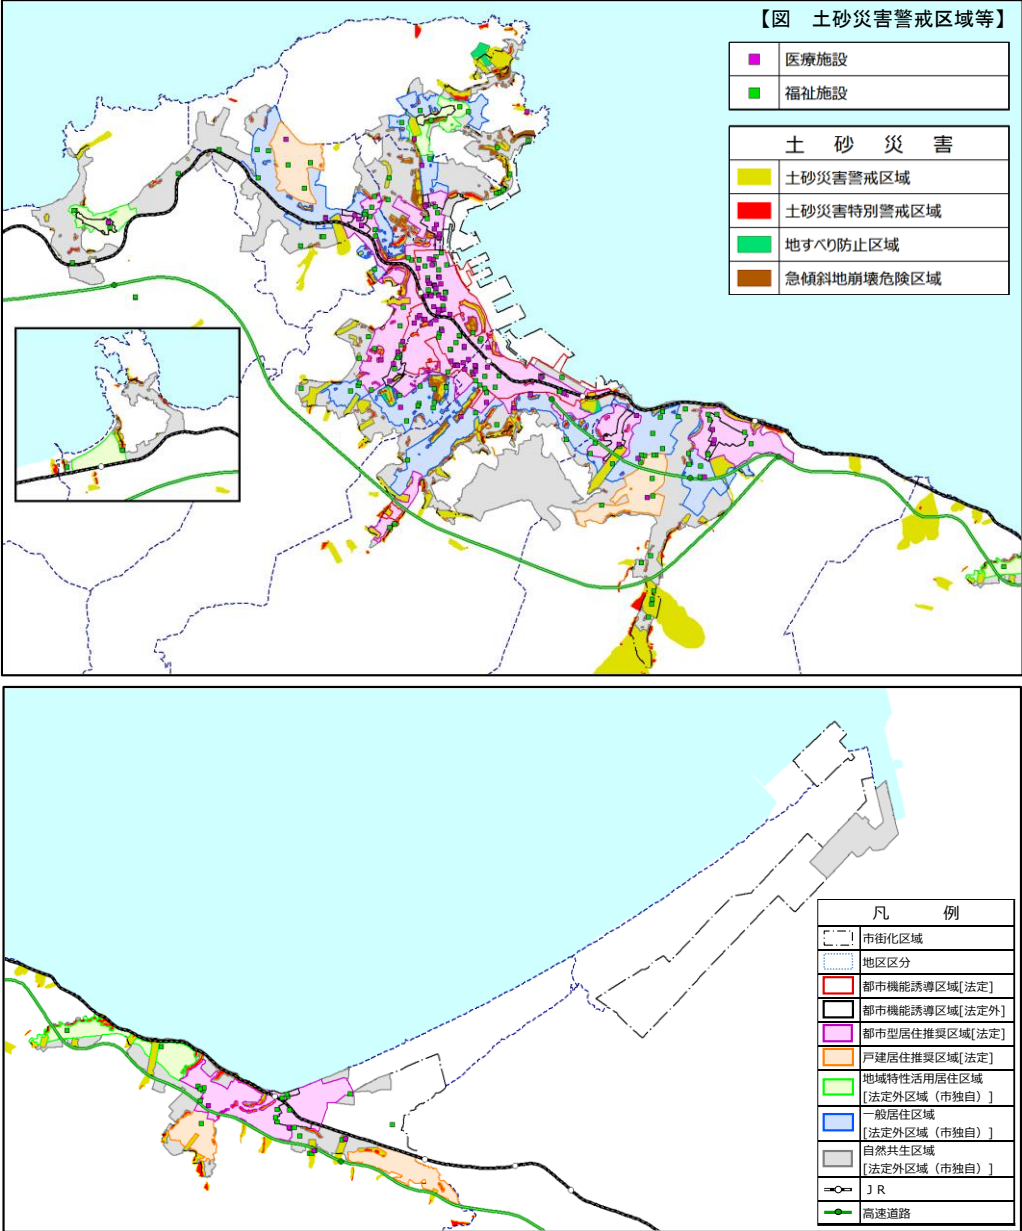 【図 土砂災害警戒区域等】
医療施設
福祉施設
土 砂 災 害
土砂災害警戒区域
土砂災害特別警戒区域
地すべり防止区域
急傾斜地崩壊危険区域
凡 例
市街化区域
地区区分
都市機能誘導区域[法定]
都市機能誘導区域[法定外]
都市型居住推奨区域[法定]
戸建居住推奨区域[法定]
地域特性活用居住区域
[法定外区域（市独自）]
一般居住区域
[法定外区域（市独自）]
自然共生区域
[法定外区域（市独自）]
ＪＲ
高速道路